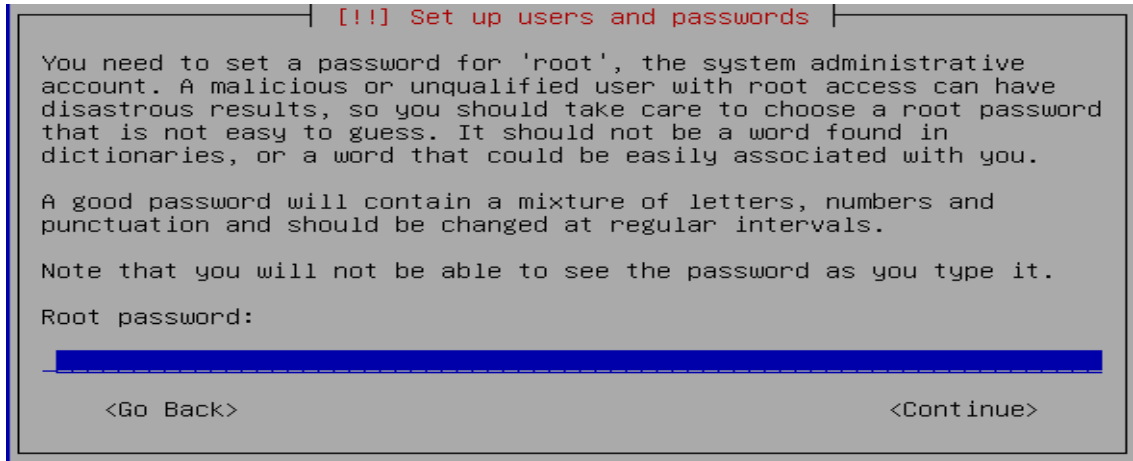 [!!] Set up users and passwords
You need to set a password for 'root', the system administrative
account. A malicious or unqualified user with root access can have
disastrous results, so you should take care to choose a root password
that is not easy to guess. It should not be a word found in
dictionaries, or a word that could be easily associated with you.
A good password will contain a mixture of letters, numbers and
punctuation and should be changed at regular intervals.
Note that you will not be able to see the password as you type it.
Root password:
<Go Back> <Continue>